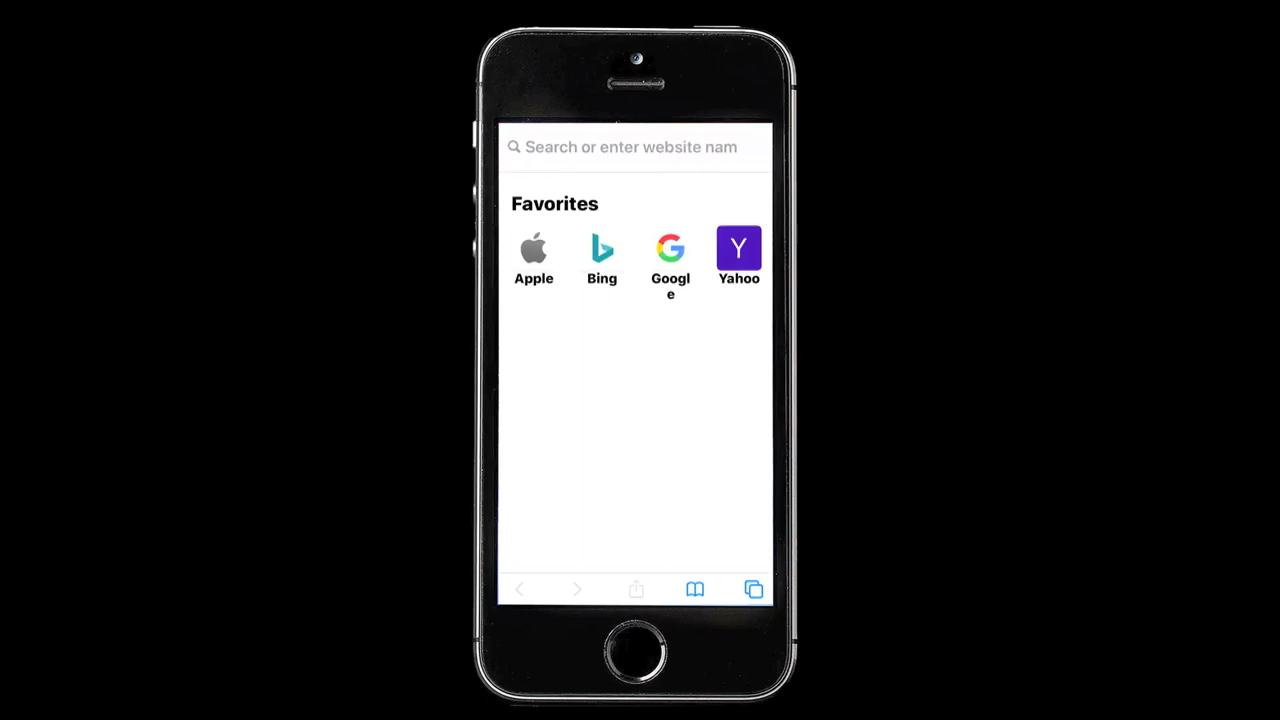 Search or enter website nam
Favorites
Apple
Bing
Googl
e
Y
Yahoo